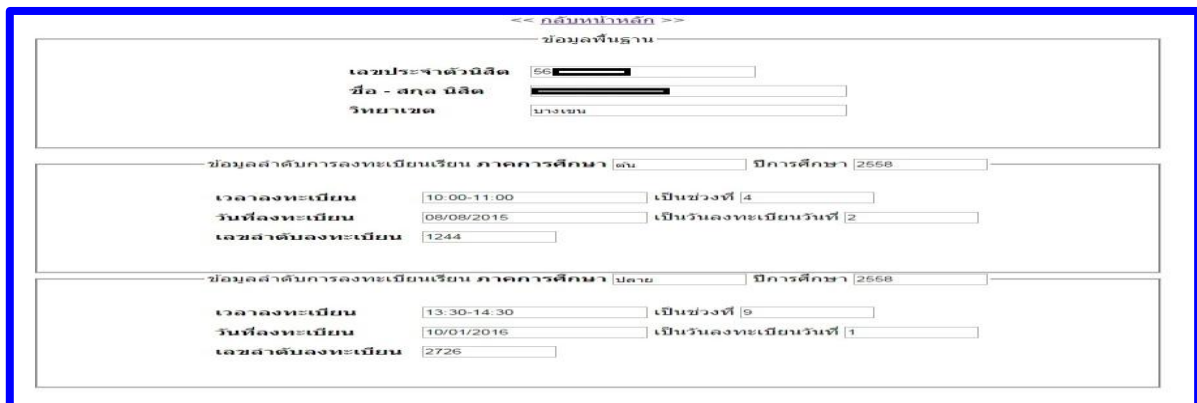 << กลับหน้าหลัก >>
ข้อมูลพื้นฐาน
เลขประจำตัวนิสิต 56
ชื่อ - สกุล นิสิต
วิทยาเขต บางเขน
ข้อมูลลำดับการลงทะเบียนเรียน ภาคการศึกษา ต้น ปีการศึกษา 2558
เวลาลงทะเบียน 10:00-11:00 เป็นช่วงที่ 4
วันที่ลงทะเบียน 08/08/2015 เป็นวันลงทะเบียนวันที่ 2
เลขลำดับลงทะเบียน 1244
ข้อมูลลำดับการลงทะเบียนเรียน ภาคการศึกษา ปลาย ปีการศึกษา 2558
เวลาลงทะเบียน 13:30-14:30 เป็นช่วงที่ 9
วันที่ลงทะเบียน 10/01/2016 เป็นวันลงทะเบียนวันที่ 1
เลขลำดับลงทะเบียน 2726